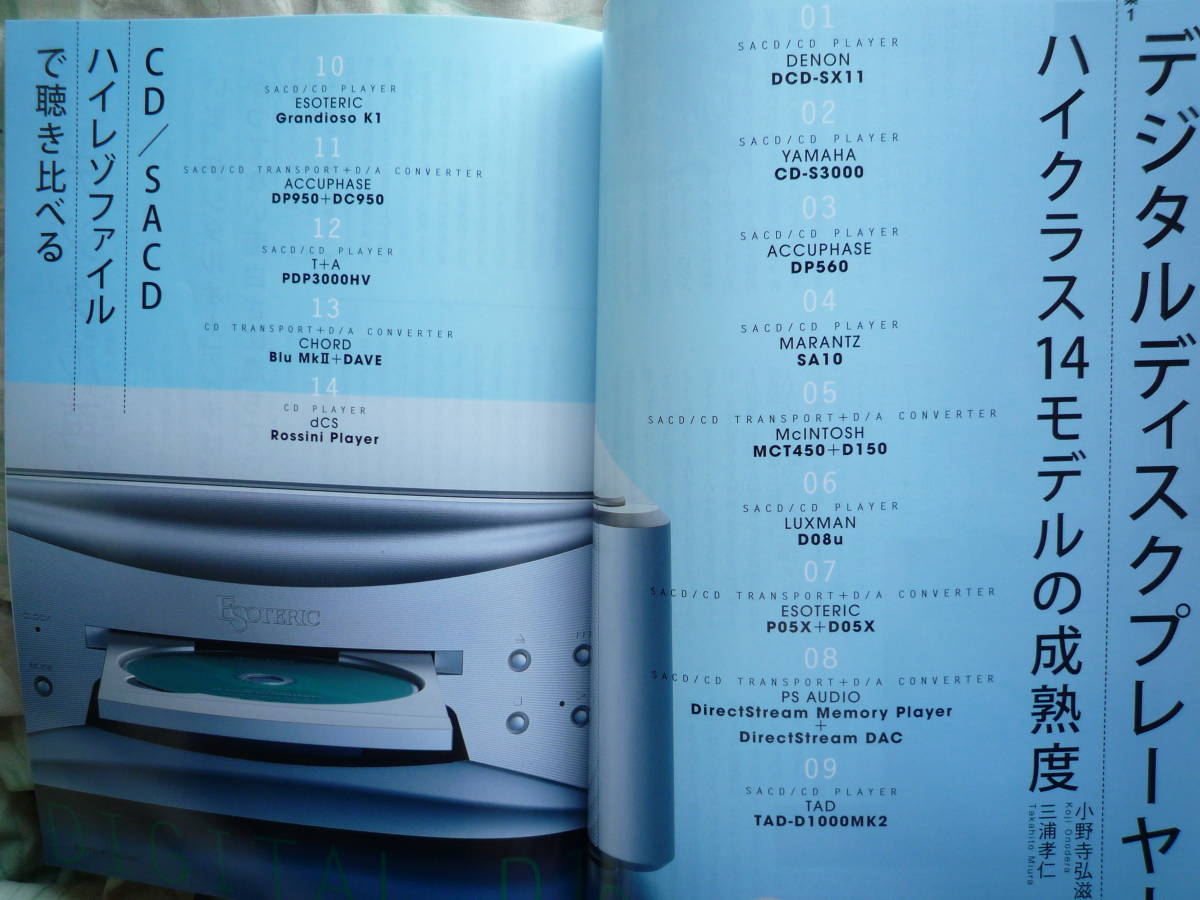 デジタルディスクプレーヤー
ハイクラス14モデルの成熟度
小野寺弘滋
Koji Onodera
三浦孝仁
Takahito Miura
01
SACD/CD PLAYER
DENON
DCD-SX11
02
SACD/CD PLAYER
YAMAHA
CD-S3000
03
SACD/CD PLAYER
ACCUPHASE
DP560
04
SACD/CD PLAYER
MARANTZ
SA10
05
SACD/CD TRANSPORT+D/A CONVERTER
McINTOSH
MCT450+D150
06
SACD/CD PLAYER
LUXMAN
D08u
07
SACD/CD TRANSPORT+D/A CONVERTER
ESOTERIC
P05X+D05X
08
SACD/CD TRANSPORT+D/A CONVERTER
PS AUDIO
DirectStream Memory Player
+
DirectStream DAC
09
SACD/CD PLAYER
TAD
TAD-D1000MK2
10
SACD/CD PLAYER
ESOTERIC
Grandioso K1
11
SACD/CD TRANSPORT+D/A CONVERTER
ACCUPHASE
DP950+DC950
12
SACD/CD PLAYER
T+A
PDP3000HV
13
CD TRANSPORT+D/A CONVERTER
CHORD
Blu MkⅡ+DAVE
14
CD PLAYER
dCS
Rossini Player
CD/SACD
ハイレゾファイル
で聴き比べる
ESOTERIC
CLOCK
MODE
DIGITAL